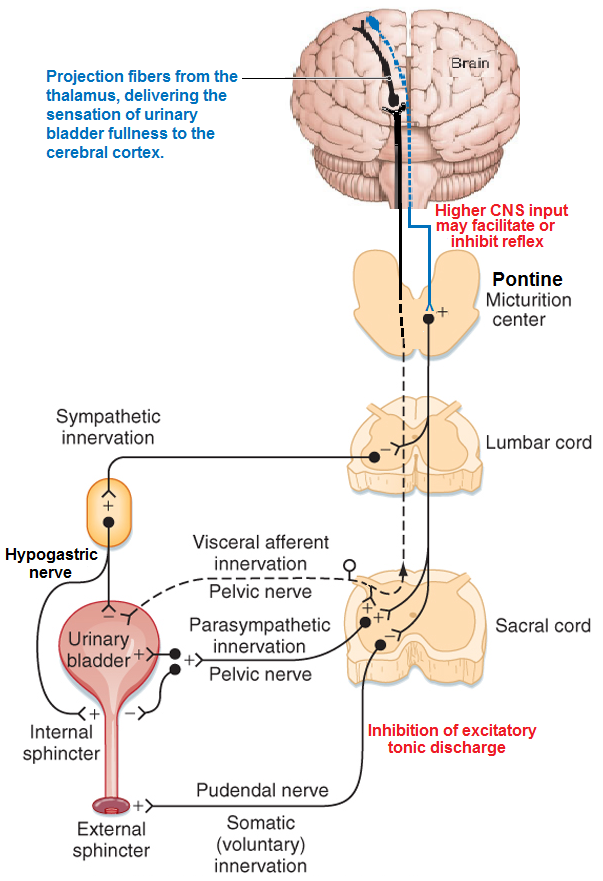 Brain
Projection fibers from the
thalamus, delivering the
sensation of urinary
bladder fullness to the
cerebral cortex.
Higher CNS input
may facilitate or
inhibit reflex
Pontine
Micturition
center
+
Sympathetic
innervation
Lumbar cord
−
+
Hypogastric
nerve
Visceral afferent
innervation
Pelvic nerve
−
+
+
Urinary
bladder
+
+
Parasympathetic
innervation
Pelvic nerve
−
Sacral cord
+
−
Internal
sphincter
Inhibition of excitatory
tonic discharge
Pudendal nerve
+
External
sphincter
Somatic
(voluntary)
innervation